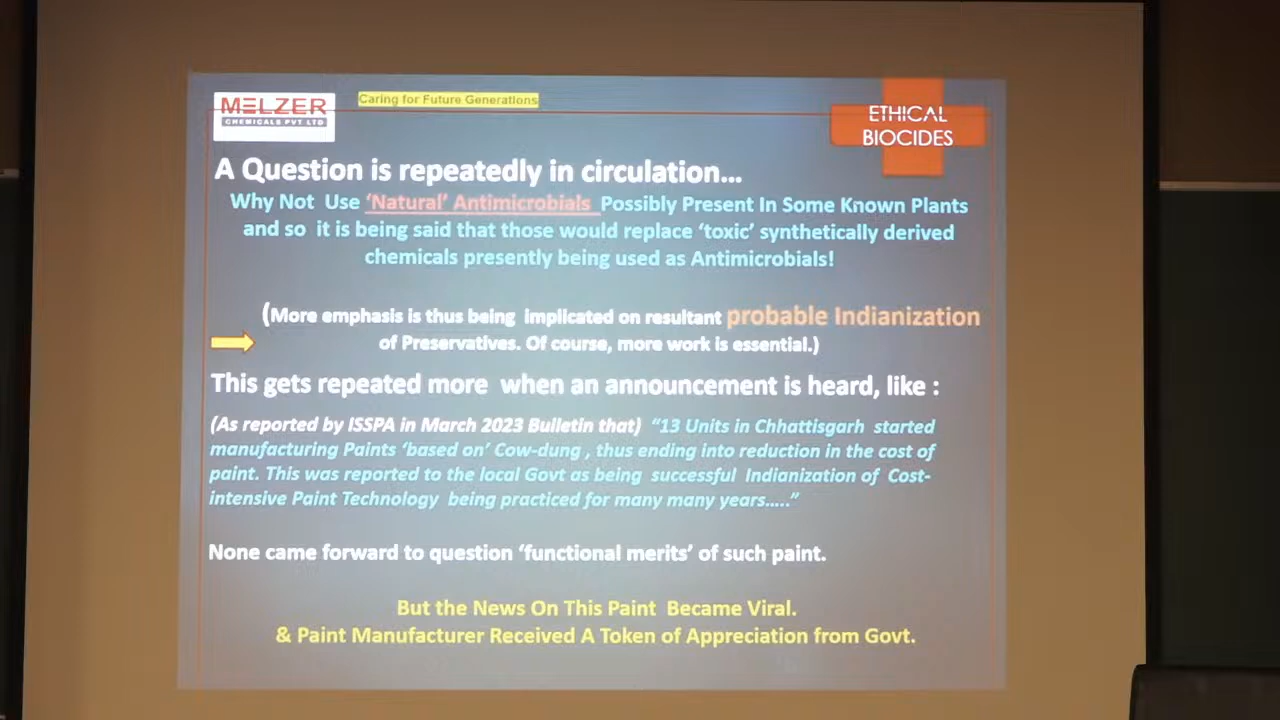 MELZER
CHEMICALS PVT LTD
Caring for Future Generations
ETHICAL
BIOCIDES
A Question is repeatedly in circulation...
Why Not Use ‘Natural’ Antimicrobials Possibly Present In Some Known Plants
and so it is being said that those would replace ‘toxic’ synthetically derived
chemicals presently being used as Antimicrobials!
(More emphasis is thus being implicated on resultant probable Indianization
of Preservatives. Of course, more work is essential.)
This gets repeated more when an announcement is heard, like :
(As reported by ISSPA in March 2023 Bulletin that) “13 Units in Chhattisgarh started
manufacturing Paints ‘based on’ Cow-dung , thus ending into reduction in the cost of
paint. This was reported to the local Govt as being successful Indianization of Cost-
intensive Paint Technology being practiced for many many years.....”
None came forward to question ‘functional merits’ of such paint.
But the News On This Paint Became Viral.
& Paint Manufacturer Received A Token of Appreciation from Govt.